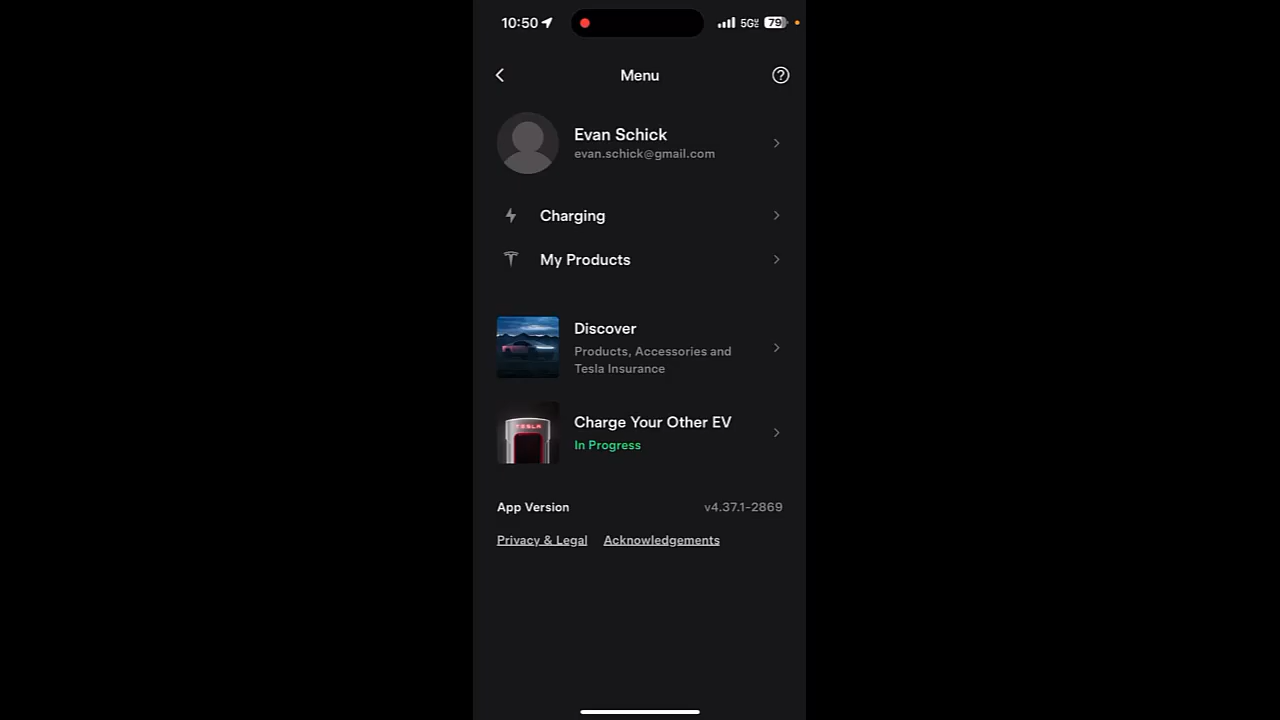 10:50
5G 79
Menu
Evan Schick
evan.schick@gmail.com
Charging
My Products
Discover
Products, Accessories and
Tesla Insurance
TESLA
Charge Your Other EV
In Progress
App Version v4.37.1-2869
Privacy & Legal Acknowledgements